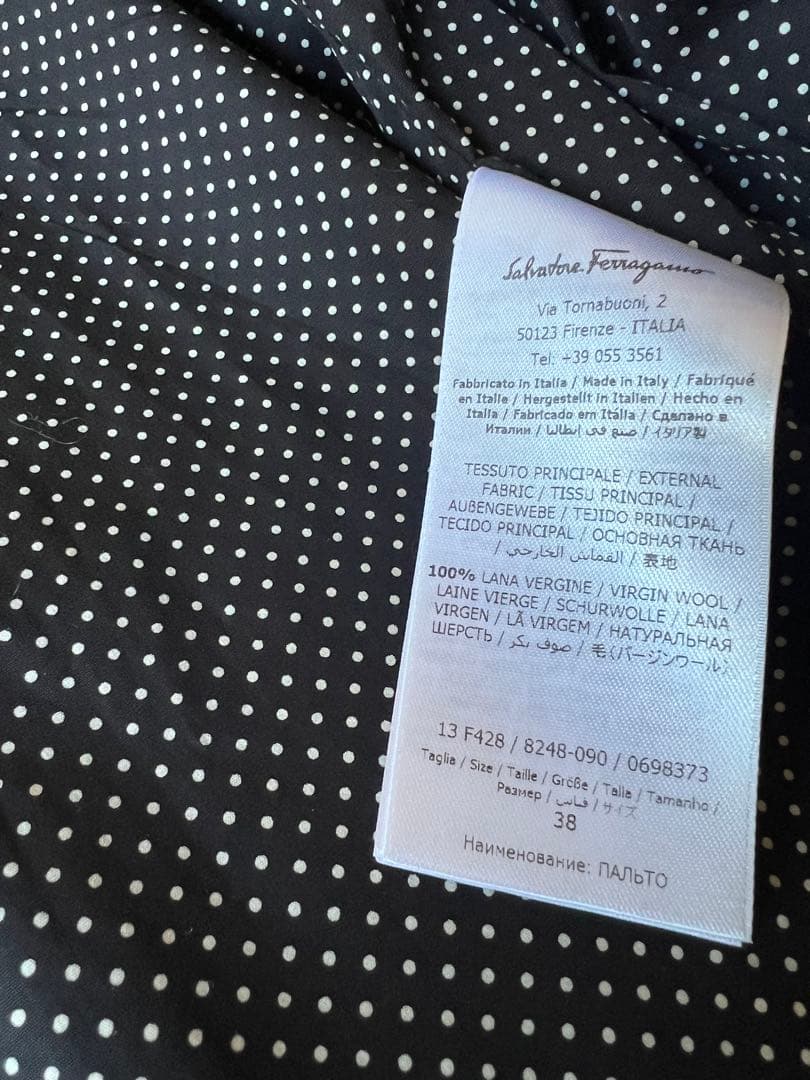 Salvatore Ferragamo
Via Tornabuoni, 2
50123 Firenze - ITALIA
Tel. +39 055 3561
Fabbricato in Italia / Made in Italy / Fabriqué
en Italie / Hergestellt in Italien / Hecho en
Italia / Fabricado em Itália / Сделано в
Италии / صنع في إيطاليا / イタリア製
TESSUTO PRINCIPALE / EXTERNAL
FABRIC / TISSU PRINCIPAL /
AUßENGEWEBE / TEJIDO PRINCIPAL /
TECIDO PRINCIPAL / ОСНОВНАЯ ТКАНЬ
/ القماش الخارجي / 表地
100% LANA VERGINE / VIRGIN WOOL /
LAINE VIERGE / SCHURWOLLE / LANA
VIRGEN / LÃ VIRGEM / НАТУРАЛЬНАЯ
ШЕРСТЬ / صوف بكر / 毛(バージンウール)
13 F428 / 8248-090 / 0698373
Taglia / Size / Taille / Größe / Talla / Tamanho /
Размер / قياس / サイズ
38
Наименование: ПАЛЬТО